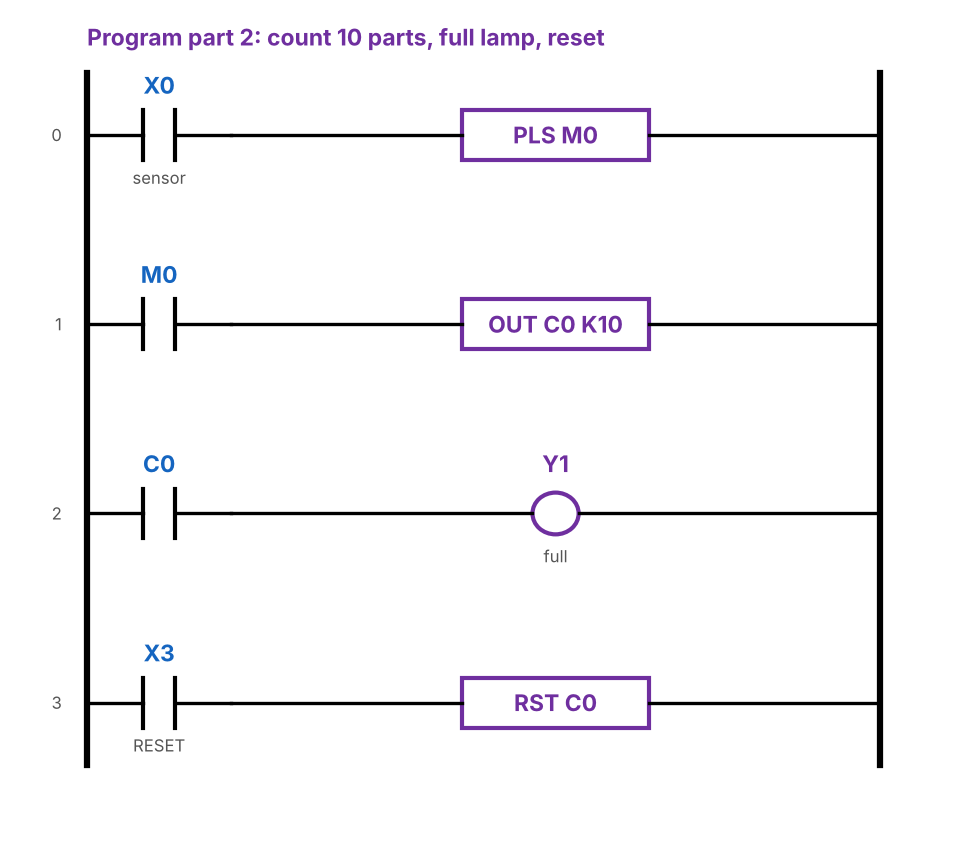 Program part 2: count 10 parts, full lamp, reset
X0
0
PLS M0
sensor
M0
1
OUT C0 K10
C0
Y1
2
full
X3
3
RST C0
RESET